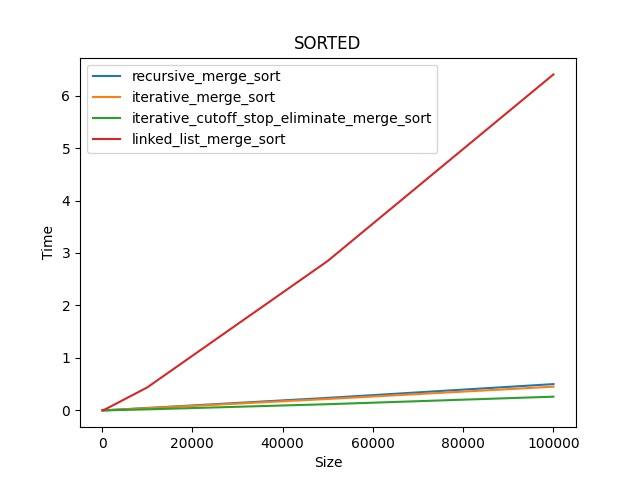 SORTED
recursive_merge_sort
iterative_merge_sort
iterative_cutoff_stop_eliminate_merge_sort
linked_list_merge_sort
6
5
4
3
2
1
0
Time
0 20000 40000 60000 80000 100000
Size